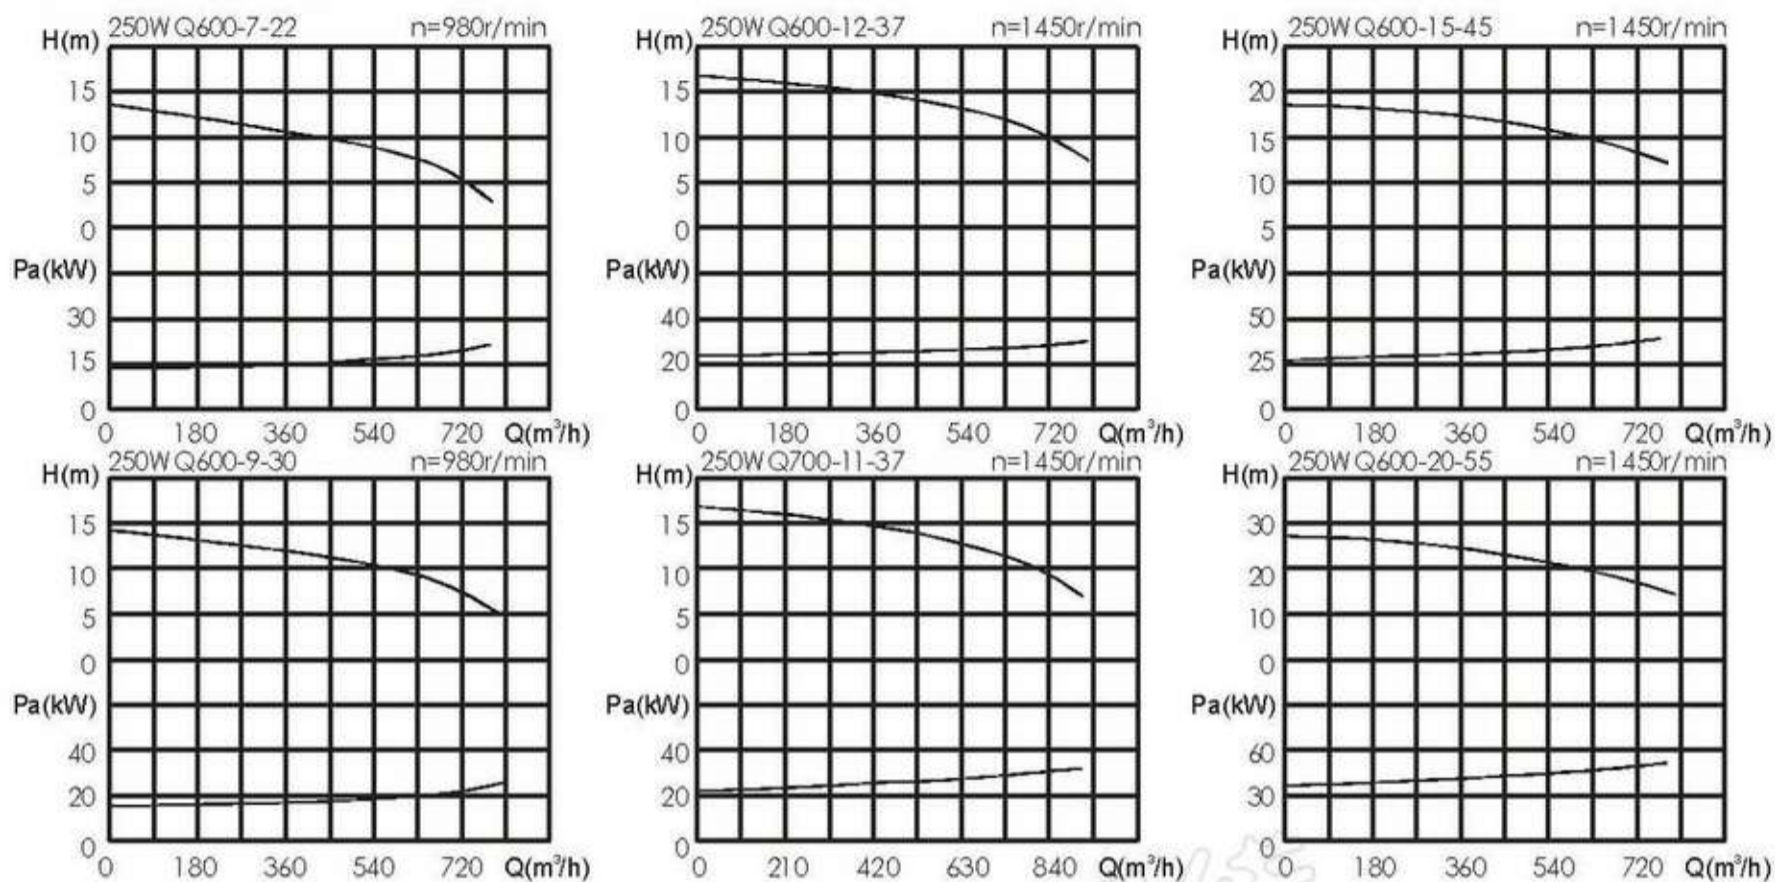 250WQ600-7-22 n=980r/min
H(m)
15
10
5
0
Pa(kW)
30
15
0
0 180 360 540 720 Q(m³/h)
250WQ600-12-37 n=1450r/min
H(m)
15
10
5
0
Pa(kW)
40
20
0
0 180 360 540 720 Q(m³/h)
250WQ600-15-45 n=1450r/min
H(m)
20
15
10
5
Pa(kW)
50
25
0
0 180 360 540 720 Q(m³/h)
250WQ600-9-30 n=980r/min
H(m)
15
10
5
0
Pa(kW)
40
20
0
0 180 360 540 720 Q(m³/h)
250WQ700-11-37 n=1450r/min
H(m)
15
10
5
0
Pa(kW)
40
20
0
0 210 420 630 840 Q(m³/h)
250WQ600-20-55 n=1450r/min
H(m)
30
20
10
0
Pa(kW)
60
30
0
0 180 360 540 720 Q(m³/h)